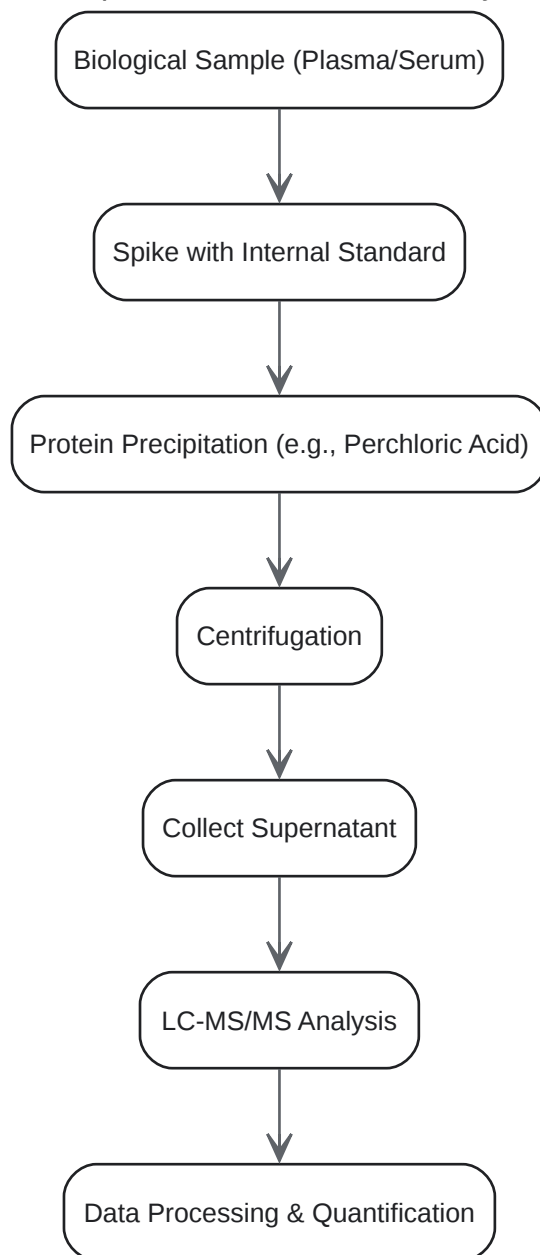 Biological Sample (Plasma/Serum)
Spike with Internal Standard
Protein Precipitation (e.g., Perchloric Acid)
Centrifugation
Collect Supernatant
LC-MS/MS Analysis
Data Processing & Quantification